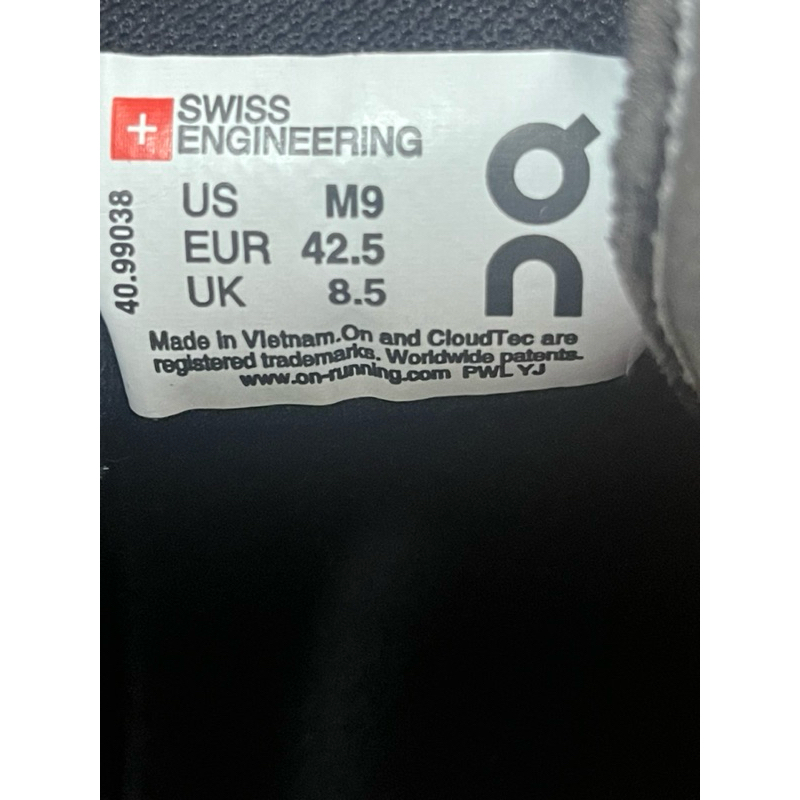 SWISS
ENGINEERING
40.99038
US M9
EUR 42.5
UK 8.5
On
Made in Vietnam.On and CloudTec are
registered trademarks. Worldwide patents.
www.on-running.com PWL YJ